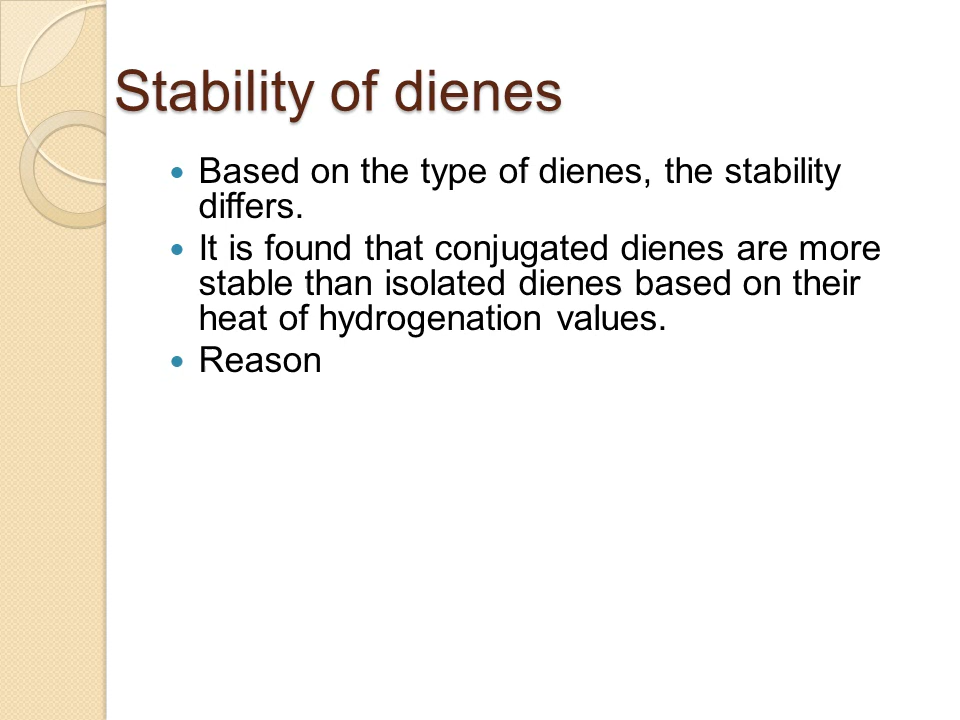 Stability of dienes
• Based on the type of dienes, the stability
differs.
• It is found that conjugated dienes are more
stable than isolated dienes based on their
heat of hydrogenation values.
• Reason